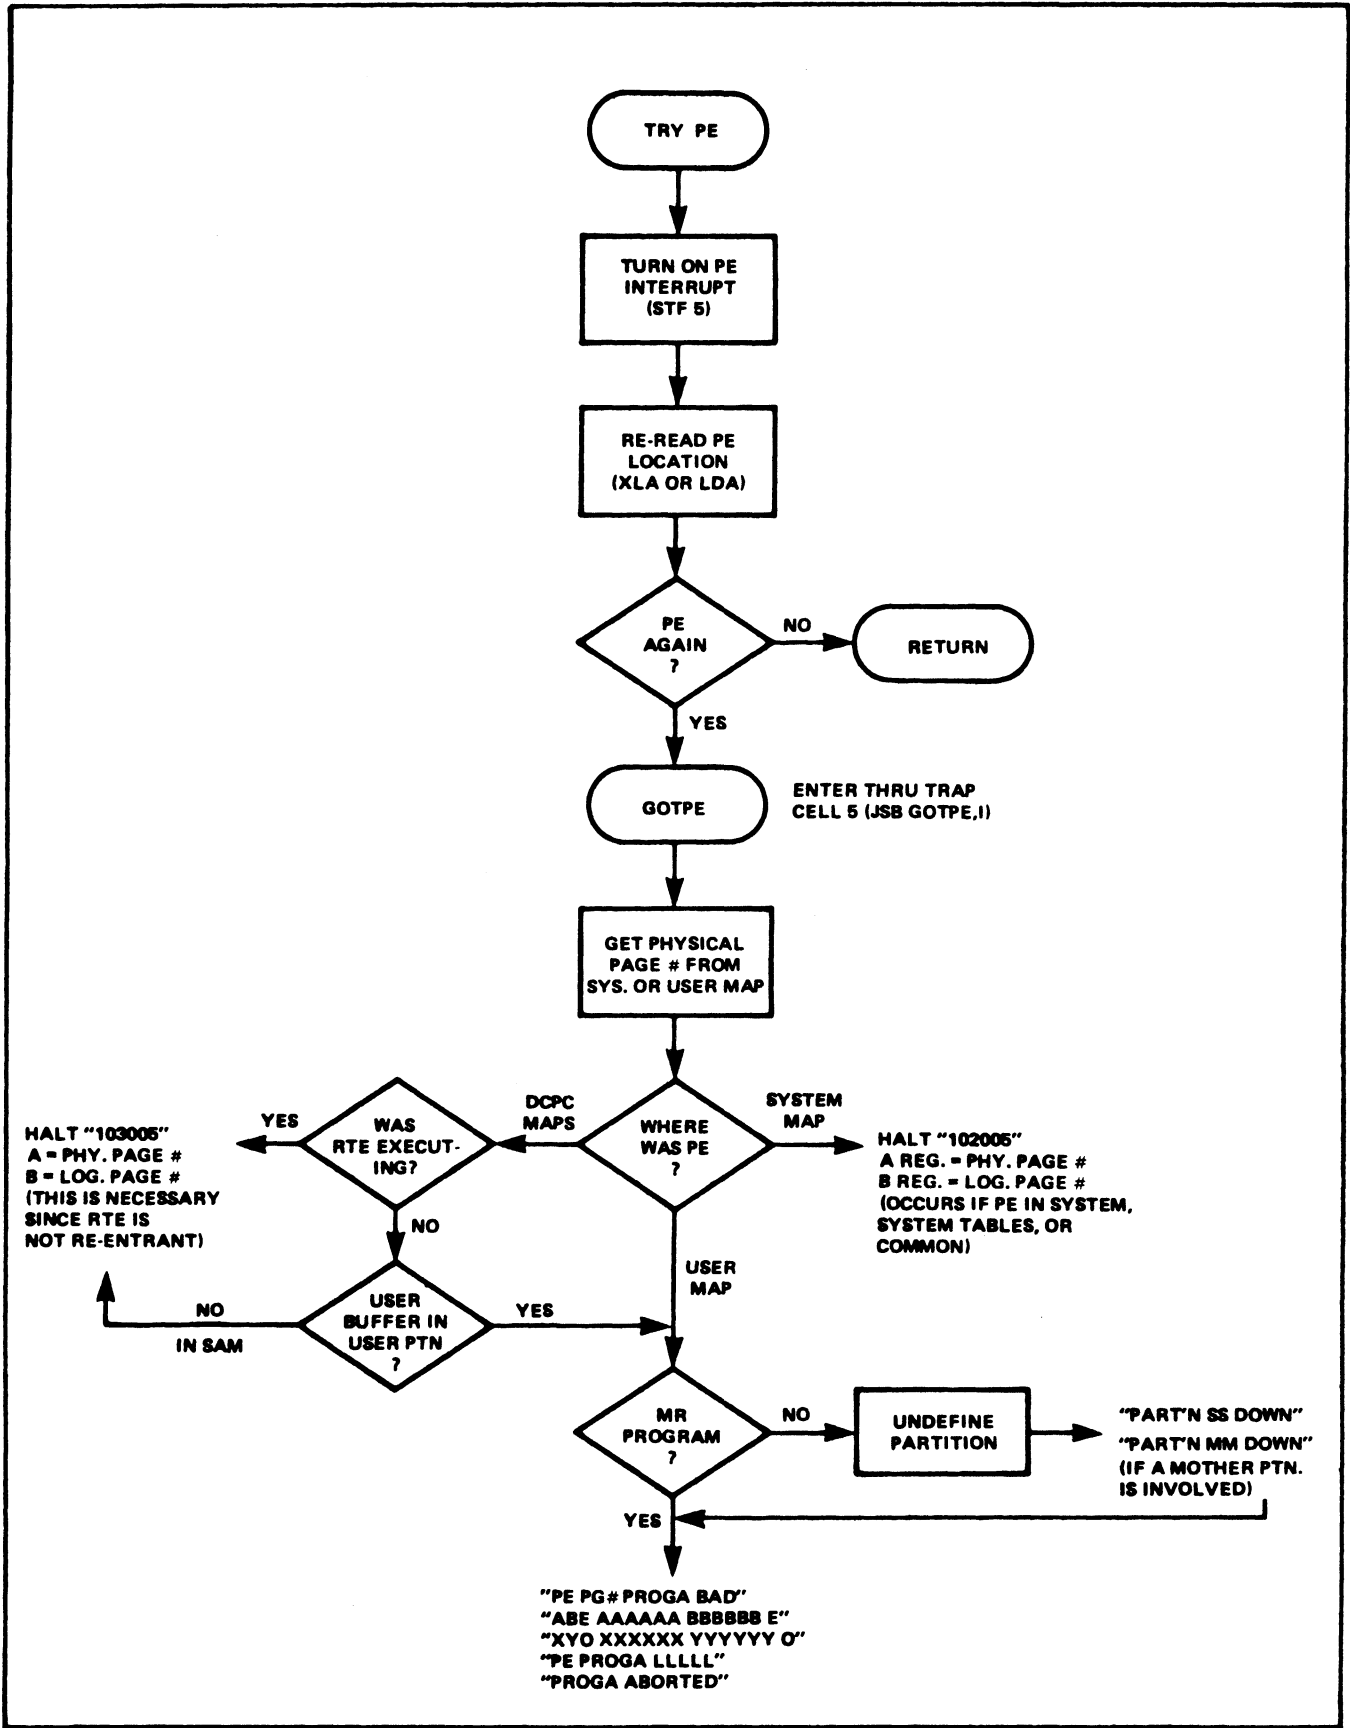 TRY PE
TURN ON PE
INTERRUPT
(STF 5)
RE-READ PE
LOCATION
(XLA OR LDA)
PE
AGAIN
?
NO
RETURN
YES
GOTPE
ENTER THRU TRAP
CELL 5 (JSB GOTPE,I)
GET PHYSICAL
PAGE # FROM
SYS. OR USER MAP
WHERE
WAS PE
?
DCPC
MAPS
SYSTEM
MAP
WAS
RTE EXECUT-
ING?
YES
HALT "103005"
A = PHY. PAGE #
B = LOG. PAGE #
(THIS IS NECESSARY
SINCE RTE IS
NOT RE-ENTRANT)
HALT "102005"
A REG. = PHY. PAGE #
B REG. = LOG. PAGE #
(OCCURS IF PE IN SYSTEM,
SYSTEM TABLES, OR
COMMON)
NO
USER
MAP
USER
BUFFER IN
USER PTN
?
NO
IN SAM
YES
MR
PROGRAM
?
NO
UNDEFINE
PARTITION
"PART'N SS DOWN"
"PART'N MM DOWN"
(IF A MOTHER PTN.
IS INVOLVED)
YES
"PE PG# PROGA BAD"
"ABE AAAAAA BBBBBB E"
"XYO XXXXXX YYYYYY O"
"PE PROGA LLLLL"
"PROGA ABORTED"